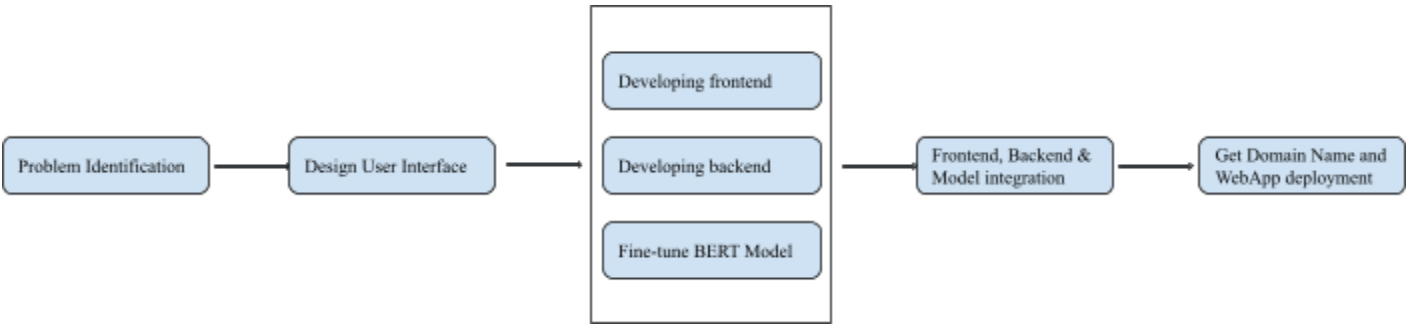 Problem Identification
Design User Interface
Developing frontend
Developing backend
Fine-tune BERT Model
Frontend, Backend &
Model integration
Get Domain Name and
WebApp deployment